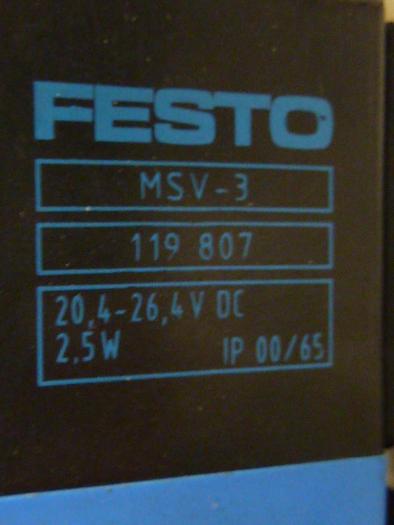 FESTO
MSV-3
119 807
20,4-26,4 V DC
2,5W IP 00/65